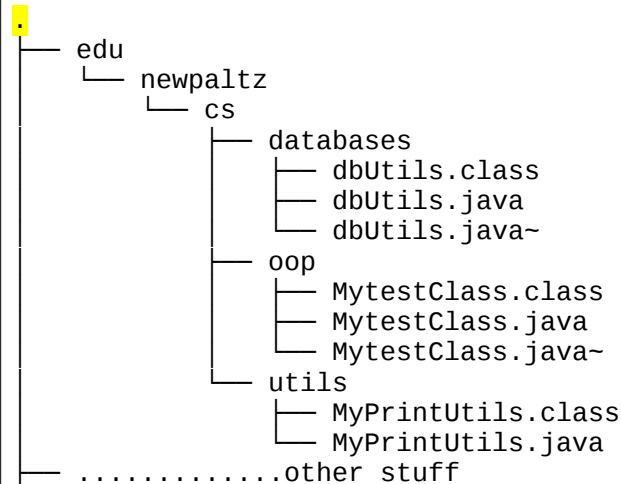 .
├── edu
│   └── newpaltz
│       └── cs
│           ├── databases
│           │   ├── dbUtils.class
│           │   ├── dbUtils.java
│           │   └── dbUtils.java~
│           ├── oop
│           │   ├── MytestClass.class
│           │   ├── MytestClass.java
│           │   └── MytestClass.java~
│           └── utils
│               ├── MyPrintUtils.class
│               └── MyPrintUtils.java
├── .............other stuff